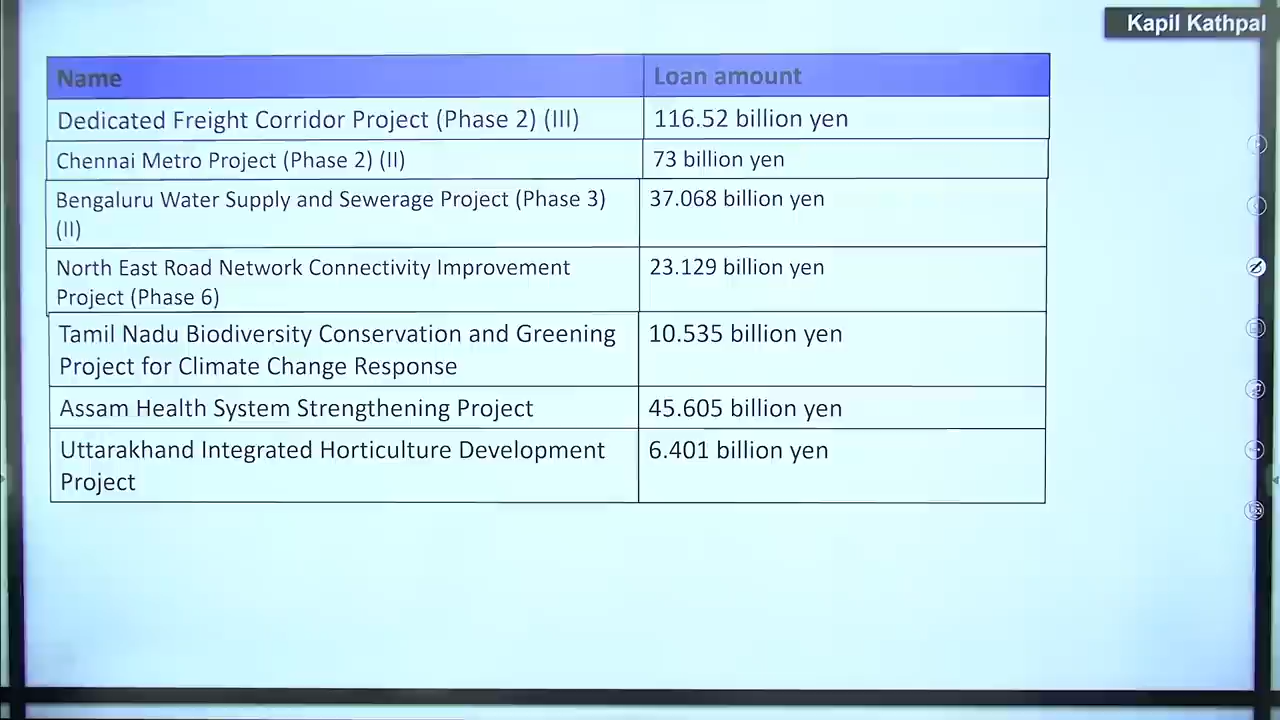 Kapil Kathpal
Name
Loan amount
Dedicated Freight Corridor Project (Phase 2) (III)
116.52 billion yen
Chennai Metro Project (Phase 2) (II)
73 billion yen
Bengaluru Water Supply and Sewerage Project (Phase 3)
(II)
37.068 billion yen
North East Road Network Connectivity Improvement
Project (Phase 6)
23.129 billion yen
Tamil Nadu Biodiversity Conservation and Greening
Project for Climate Change Response
10.535 billion yen
Assam Health System Strengthening Project
45.605 billion yen
Uttarakhand Integrated Horticulture Development
Project
6.401 billion yen